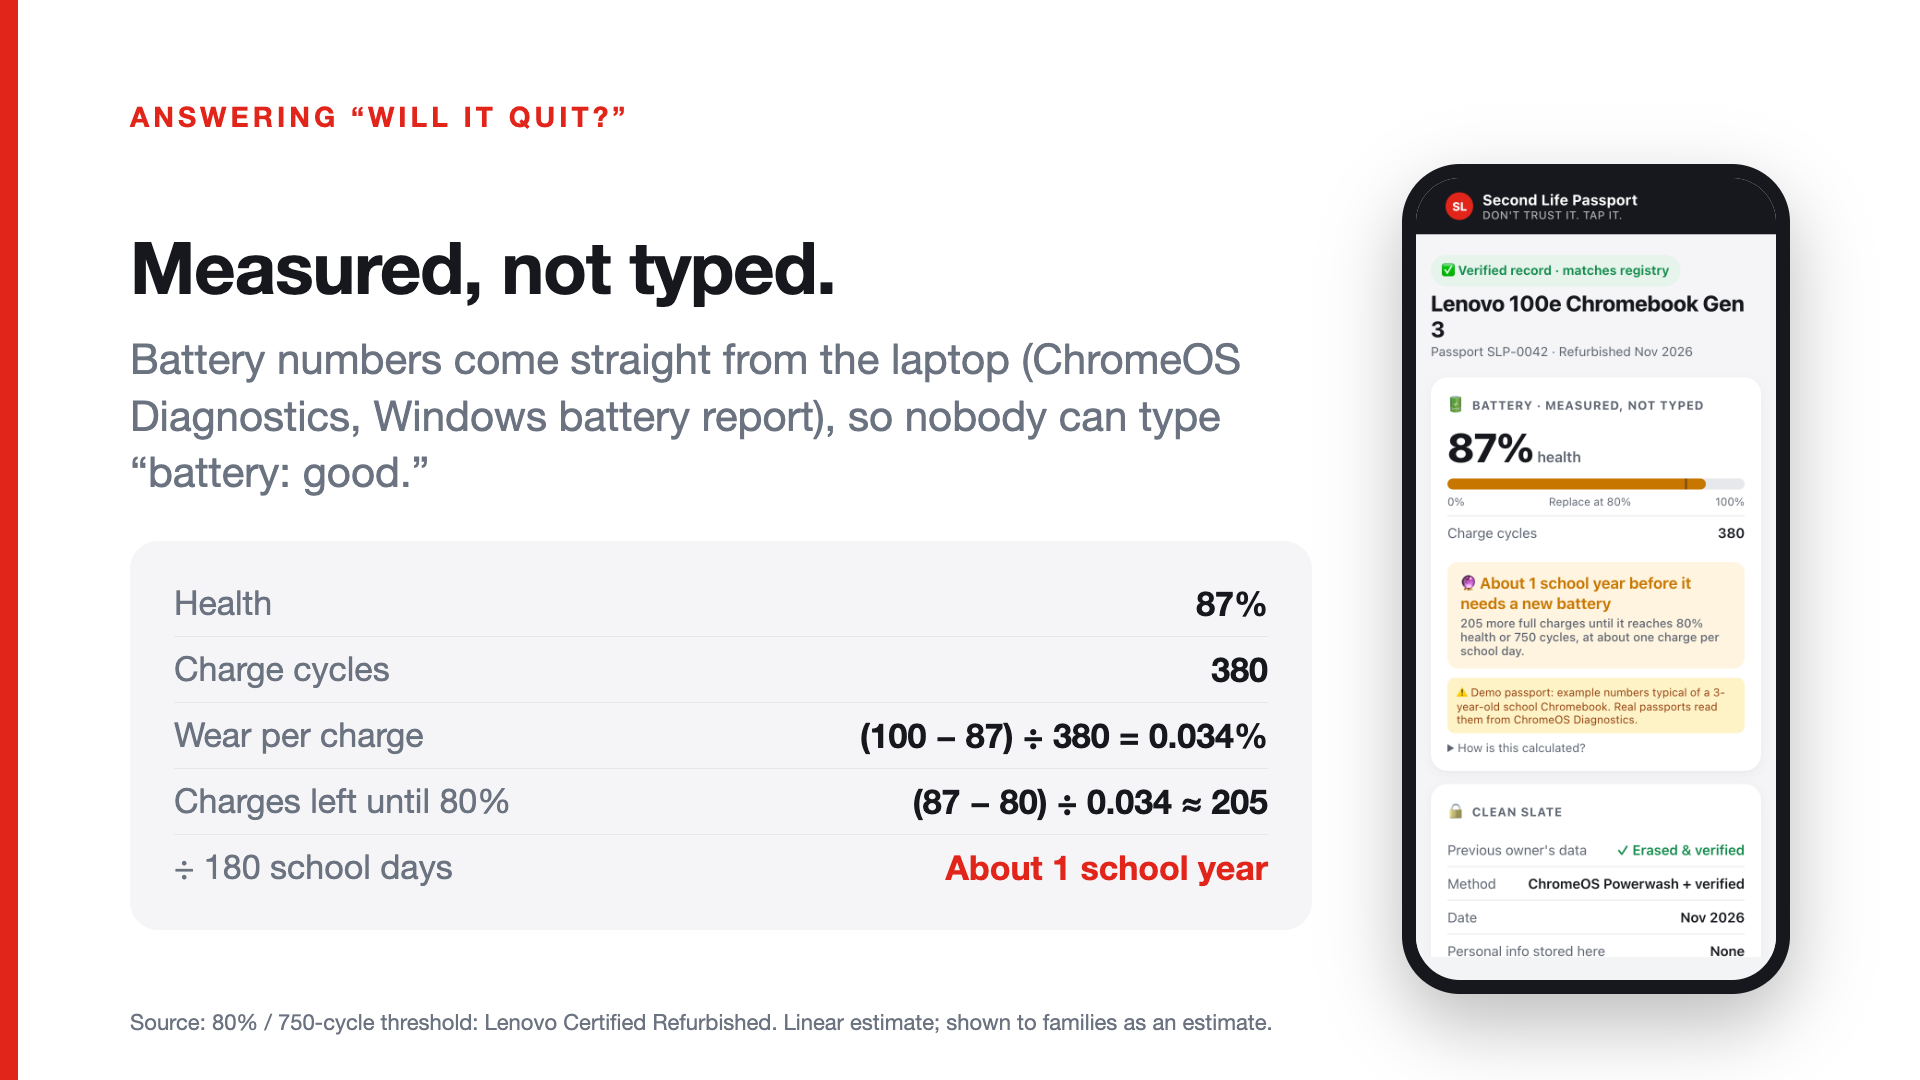 ANSWERING “WILL IT QUIT?”
Measured, not typed.
Battery numbers come straight from the laptop (ChromeOS
Diagnostics, Windows battery report), so nobody can type
“battery: good.”
Health 87%
Charge cycles 380
Wear per charge (100 − 87) ÷ 380 = 0.034%
Charges left until 80% (87 − 80) ÷ 0.034 ≈ 205
÷ 180 school days About 1 school year
Source: 80% / 750-cycle threshold: Lenovo Certified Refurbished. Linear estimate; shown to families as an estimate.
SL
Second Life Passport
DON'T TRUST IT. TAP IT.
✅ Verified record · matches registry
Lenovo 100e Chromebook Gen
3
Passport SLP-0042 · Refurbished Nov 2026
BATTERY · MEASURED, NOT TYPED
87% health
0% Replace at 80% 100%
Charge cycles 380
About 1 school year before it
needs a new battery
205 more full charges until it reaches 80%
health or 750 cycles, at about one charge per
school day.
Demo passport: example numbers typical of a 3-
year-old school Chromebook. Real passports read
them from ChromeOS Diagnostics.
▶ How is this calculated?
CLEAN SLATE
Previous owner's data ✓ Erased & verified
Method ChromeOS Powerwash + verified
Date Nov 2026
Personal info stored here None